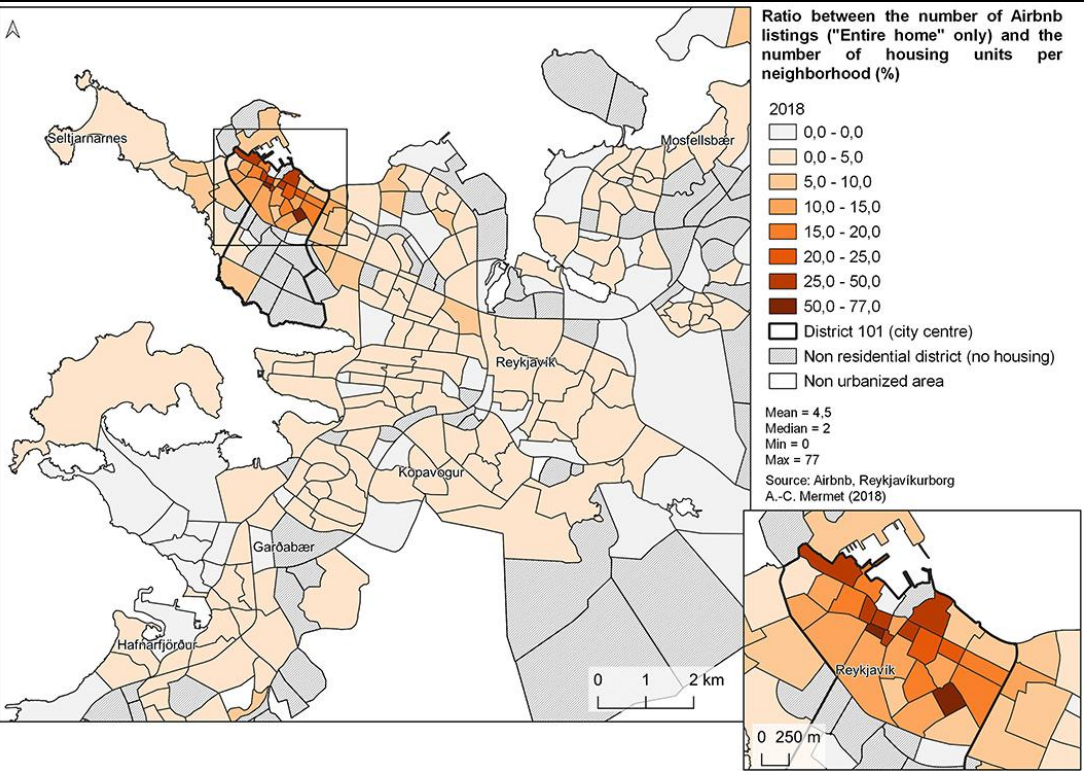 Ratio between the number of Airbnb
listings ("Entire home" only) and the
number of housing units per
neighborhood (%)
2018
0,0 - 0,0
0,0 - 5,0
5,0 - 10,0
10,0 - 15,0
15,0 - 20,0
20,0 - 25,0
25,0 - 50,0
50,0 - 77,0
District 101 (city centre)
Non residential district (no housing)
Non urbanized area
Mean = 4,5
Median = 2
Min = 0
Max = 77
Source: Airbnb, Reykjavíkurborg
A.-C. Mermet (2018)
Seltjarnarnes
Mosfellsbær
Reykjavík
Kópavogur
Garðabær
Hafnarfjörður
0 1 2 km
Reykjavík
0 250 m